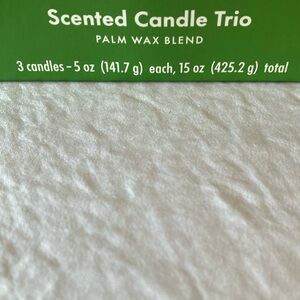 Scented Candle Trio
PALM WAX BLEND
3 candles – 5 oz (141.7 g) each, 15 oz (425.2 g) total